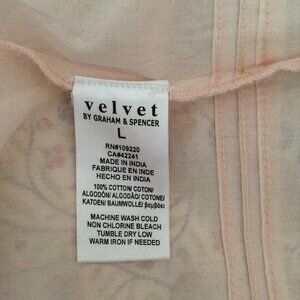 velvet
BY GRAHAM & SPENCER
L
RN#109220
CA#42241
MADE IN INDIA
FABRIQUE EN INDE
HECHO EN INDIA
100% COTTON/ COTON/
ALGODÓN/ ALGODÃO/ COTONE/
KATOEN/ BAUMWOLLE/ βαμβάκι
MACHINE WASH COLD
NON CHLORINE BLEACH
TUMBLE DRY LOW
WARM IRON IF NEEDED